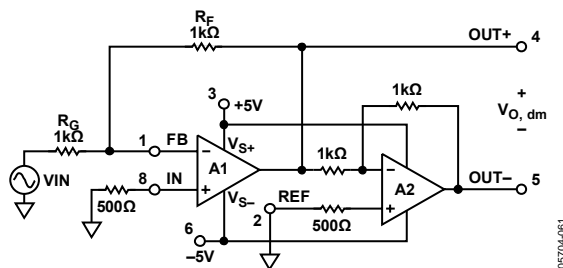 RF
1kΩ
OUT+ 4
3
+5V
1kΩ
+
VO, dm
−
RG
1kΩ
1 FB
VS+
−
A1
1kΩ
−
A2
VIN
8 IN
+
REF
+
OUT− 5
500Ω
VS−
2
500Ω
6
−5V
05704-061